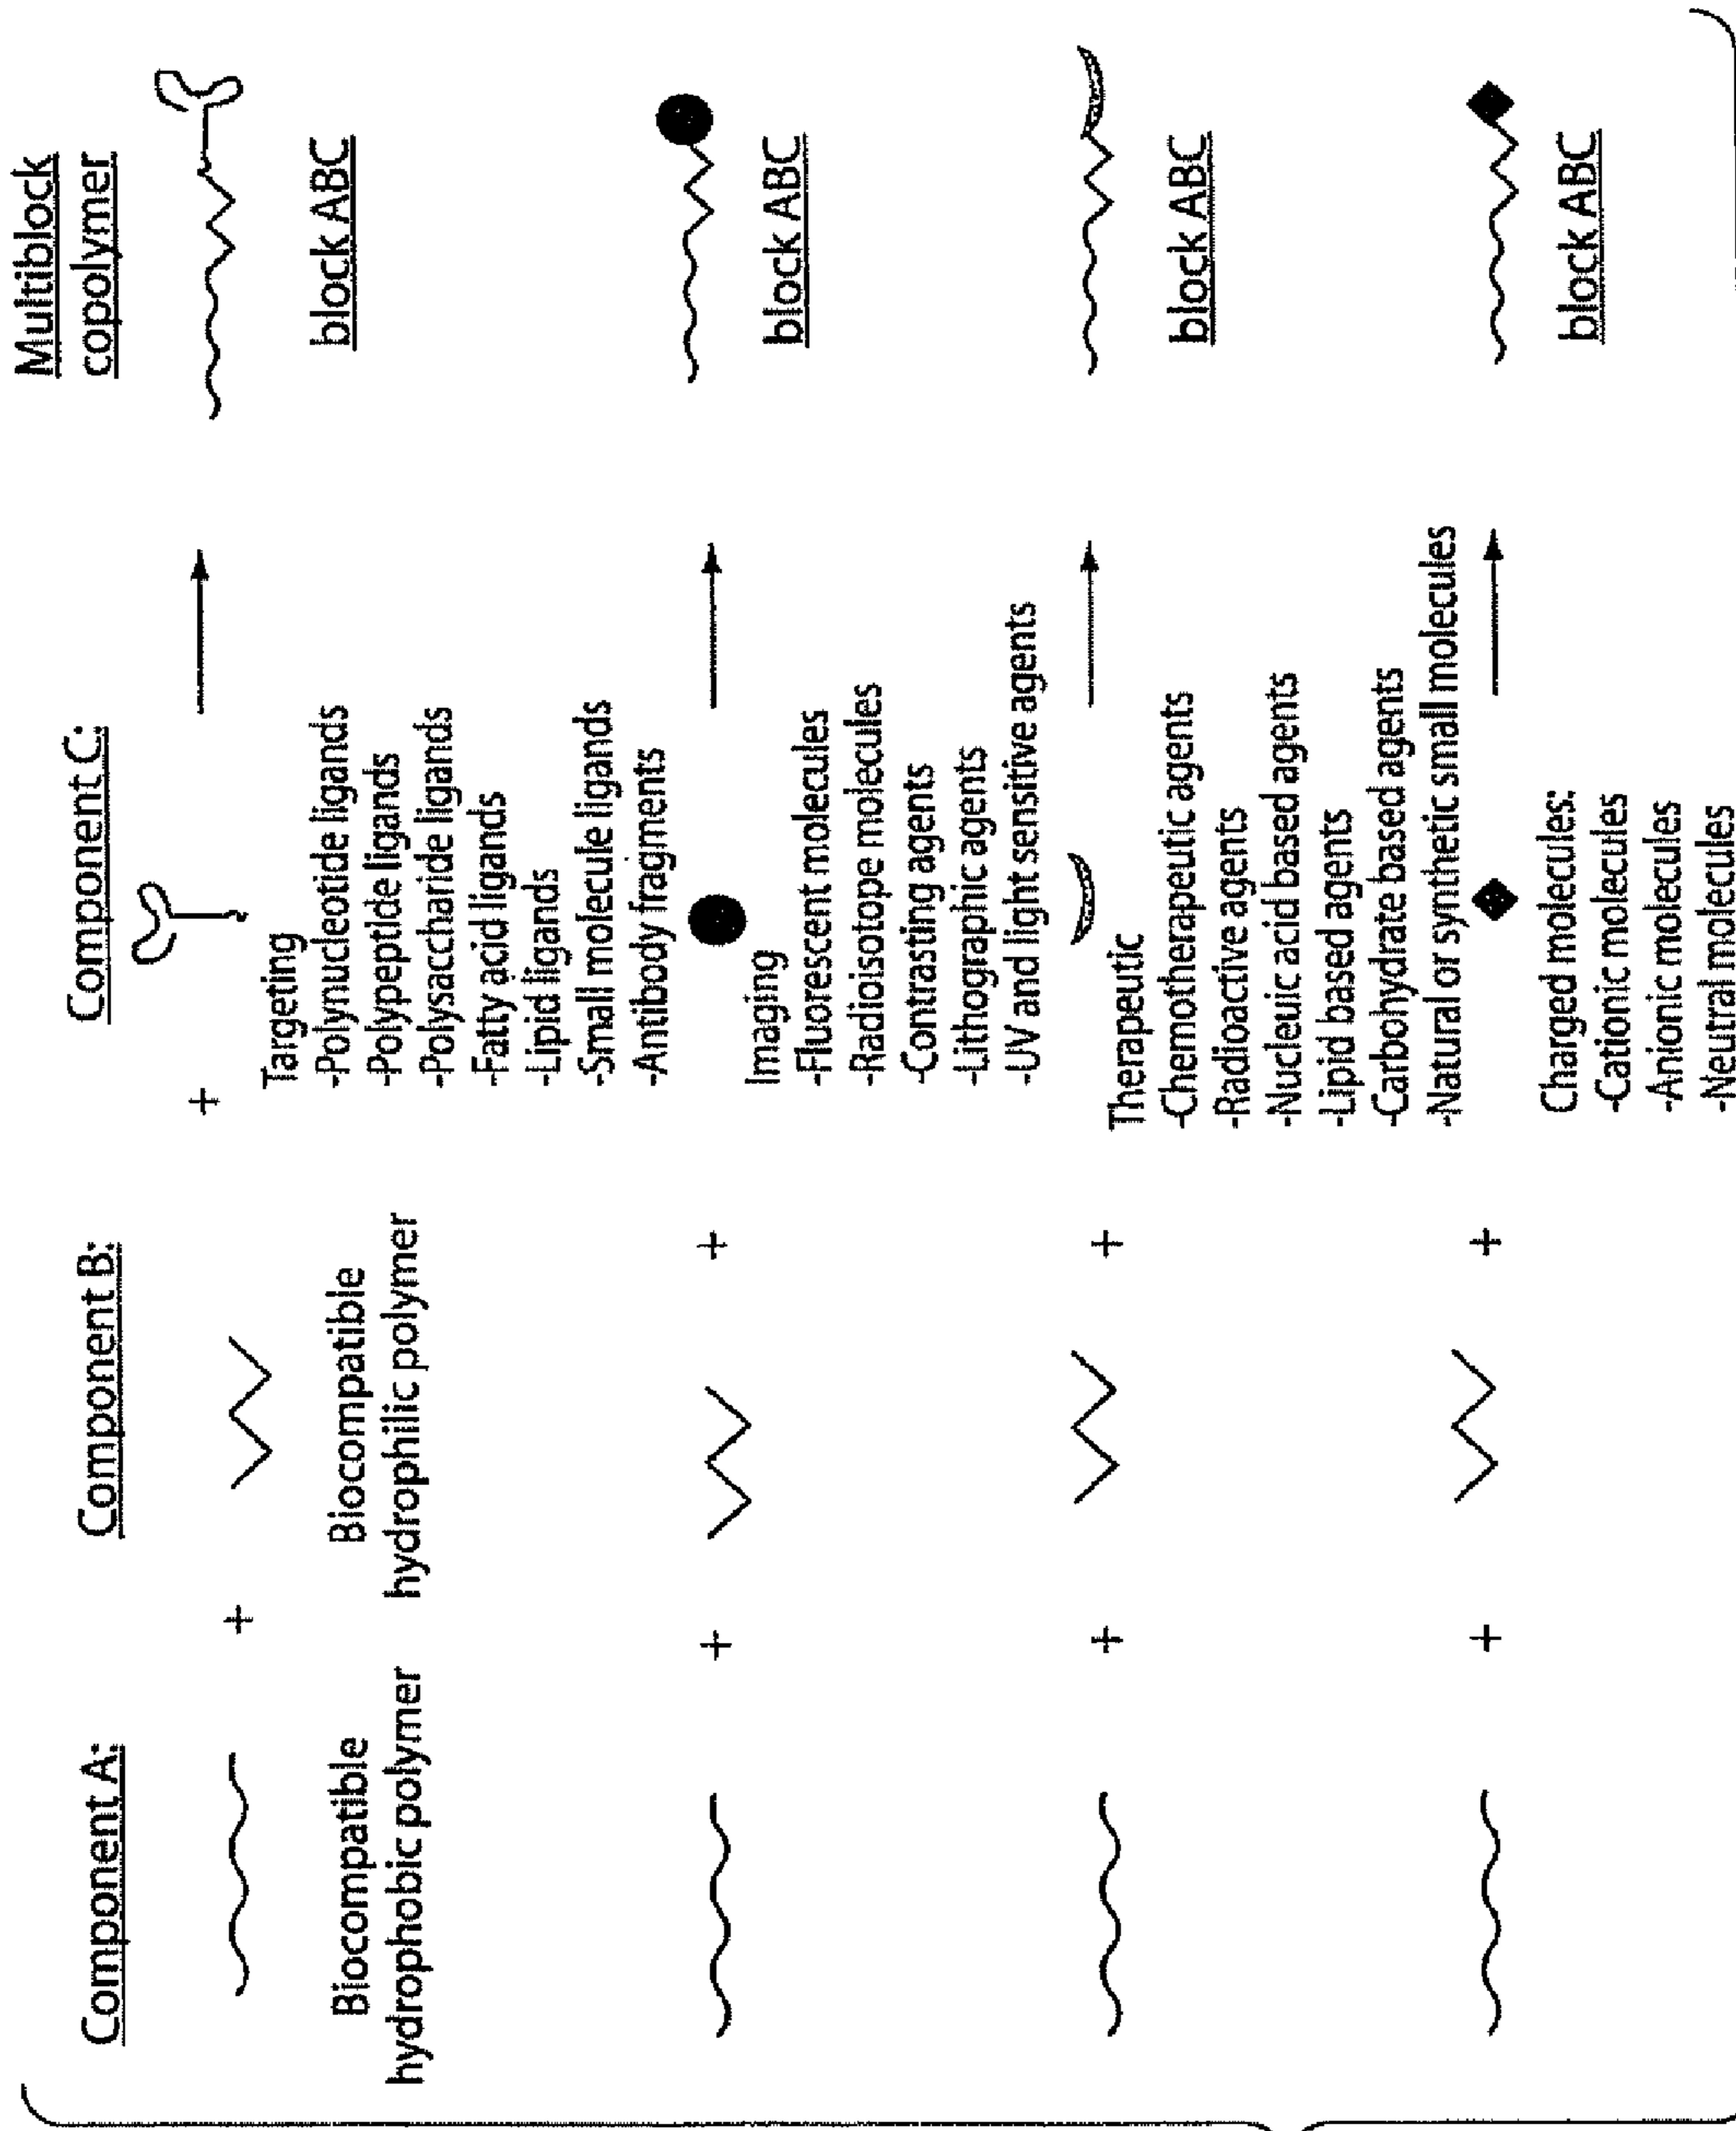 Component A:
Biocompatible
hydrophobic polymer
+
Component B:
Biocompatible
hydrophilic polymer
+
Component C:
Targeting
-Polynucleotide ligands
-Polypeptide ligands
-Polysaccharide ligands
-Fatty acid ligands
-Lipid ligands
-Small molecule ligands
-Antibody fragments
Multiblock
copolymer
block ABC
+
+
Imaging
-Fluorescent molecules
-Radioisotope molecules
-Contrasting agents
-Lithographic agents
-UV and light sensitive agents
block ABC
+
+
Therapeutic
-Chemotherapeutic agents
-Radioactive agents
-Nucleuic acid based agents
-Lipid based agents
-Carbohydrate based agents
-Natural or synthetic small molecules
block ABC
+
+
Charged molecules:
-Cationic molecules
-Anionic molecules
-Neutral molecules
block ABC